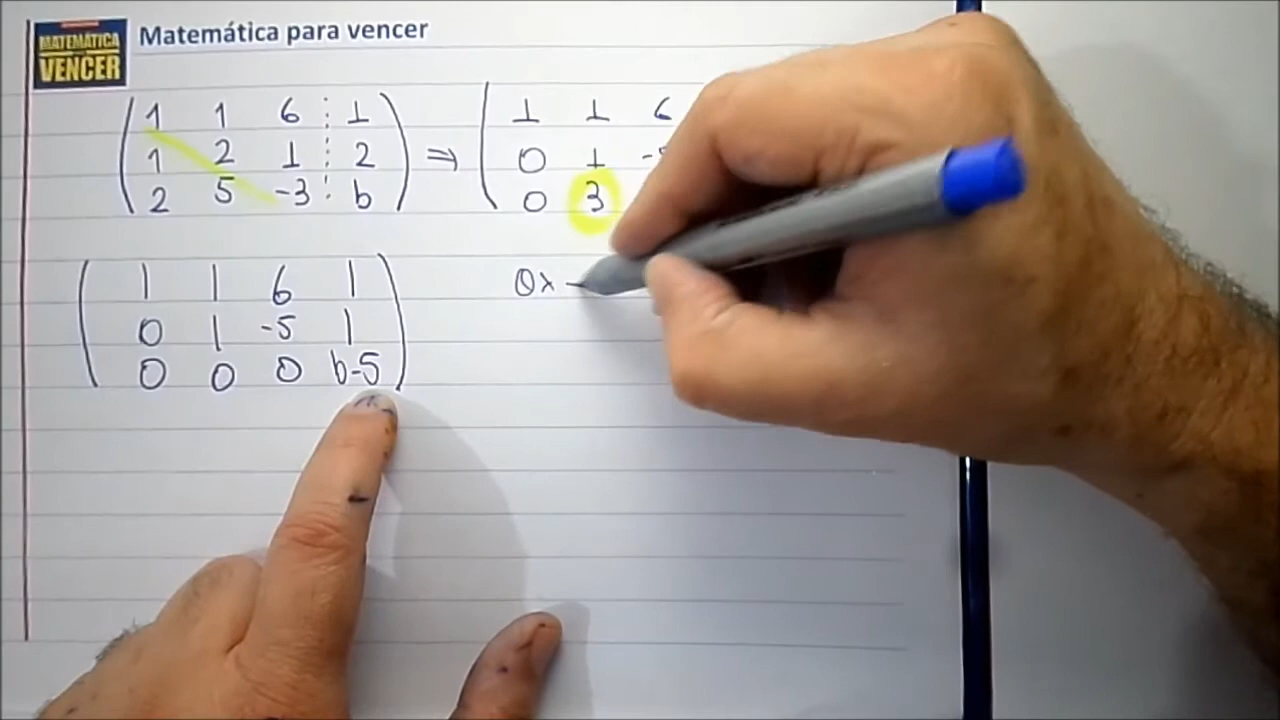 MATEMÁTICA
VENCER
Matemática para vencer
1 1 6 ⋮ 1
1 2 1 ⋮ 2
2 5 -3 ⋮ b
⇒
1 1 6
0 1
0 3
1 1 6 1
0 1 -5 1
0 0 0 b-5
0x